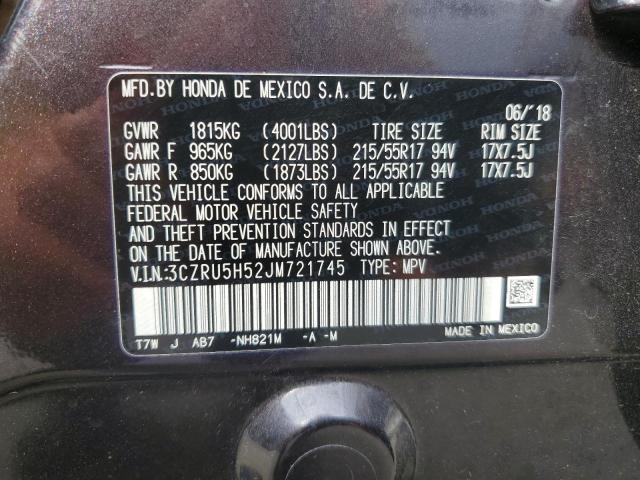 MFD.BY HONDA DE MEXICO S.A. DE C.V.
06/'18
GVWR 1815KG (4001LBS) TIRE SIZE RIM SIZE
GAWR F 965KG (2127LBS) 215/55R17 94V 17X7.5J
GAWR R 850KG (1873LBS) 215/55R17 94V 17X7.5J
THIS VEHICLE CONFORMS TO ALL APPLICABLE
FEDERAL MOTOR VEHICLE SAFETY
AND THEFT PREVENTION STANDARDS IN EFFECT
ON THE DATE OF MANUFACTURE SHOWN ABOVE.
V.I.N:3CZRU5H52JM721745 TYPE: MPV
T7W J AB7 -NH821M -A -M
MADE IN MEXICO